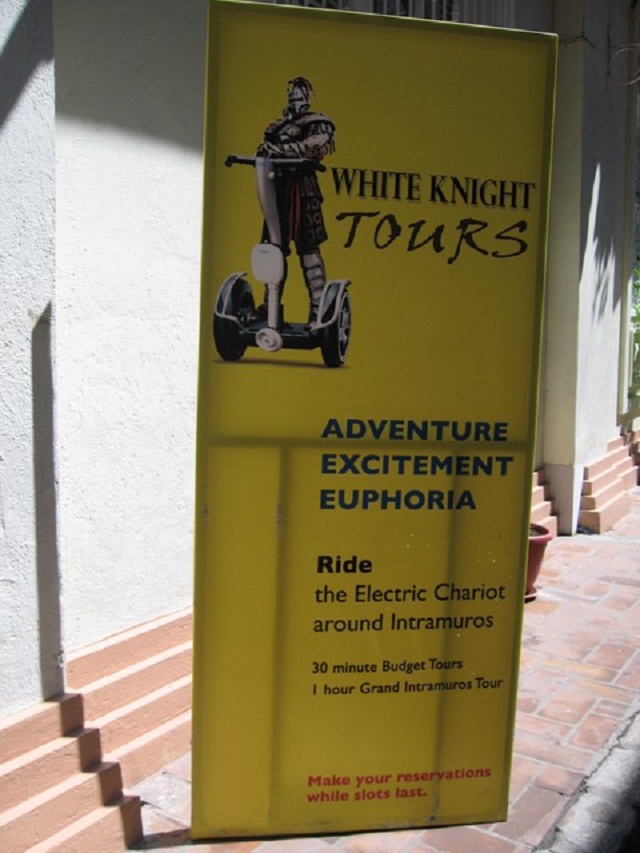 WHITE KNIGHT
TOURS
ADVENTURE
EXCITEMENT
EUPHORIA
Ride
the Electric Chariot
around Intramuros
30 minute Budget Tours
1 hour Grand Intramuros Tour
Make your reservations
while slots last.